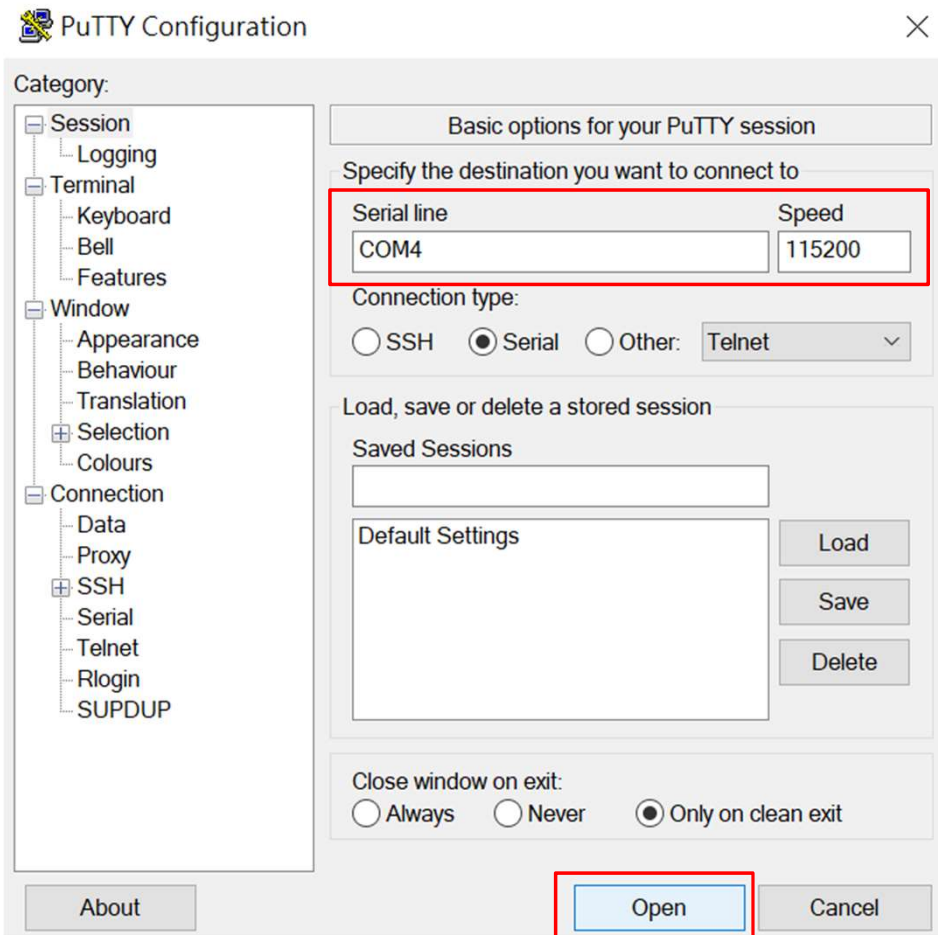 PuTTY Configuration
Category:
Session
Logging
Terminal
Keyboard
Bell
Features
Window
Appearance
Behaviour
Translation
Selection
Colours
Connection
Data
Proxy
SSH
Serial
Telnet
Rlogin
SUPDUP
Basic options for your PuTTY session
Specify the destination you want to connect to
Serial line Speed
COM4 115200
Connection type:
SSH Serial Other: Telnet
Load, save or delete a stored session
Saved Sessions
Default Settings
Load
Save
Delete
Close window on exit:
Always Never Only on clean exit
About Open Cancel